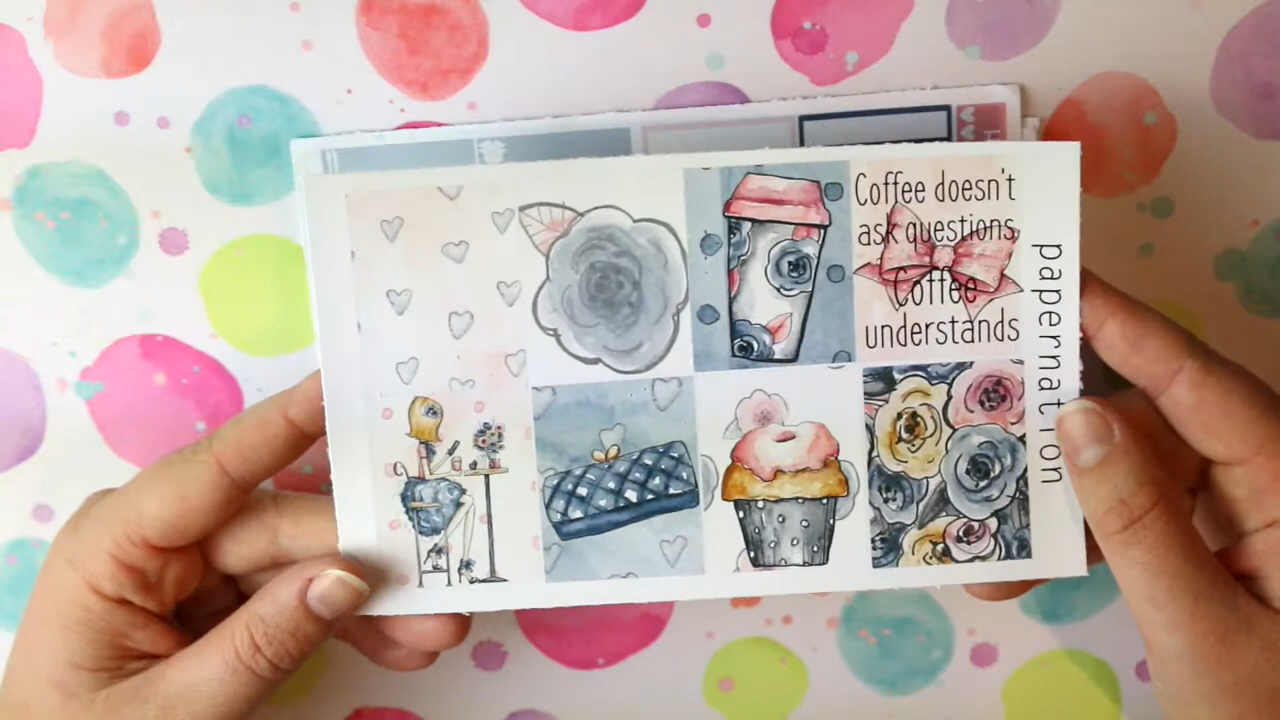 Coffee doesn't
ask questions
Coffee
understands
papernation